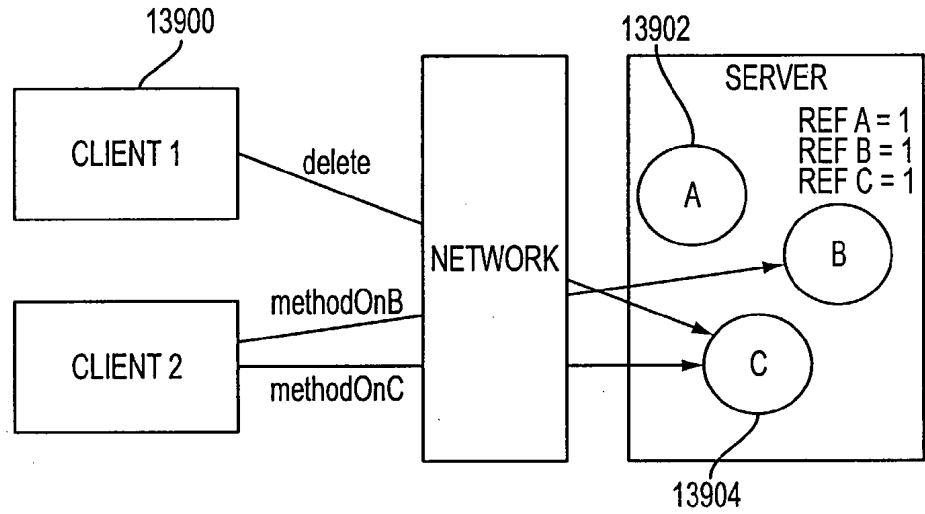 13900
13902
CLIENT 1
delete
NETWORK
SERVER
REF A = 1
REF B = 1
REF C = 1
A
B
methodOnB
CLIENT 2
methodOnC
C
13904